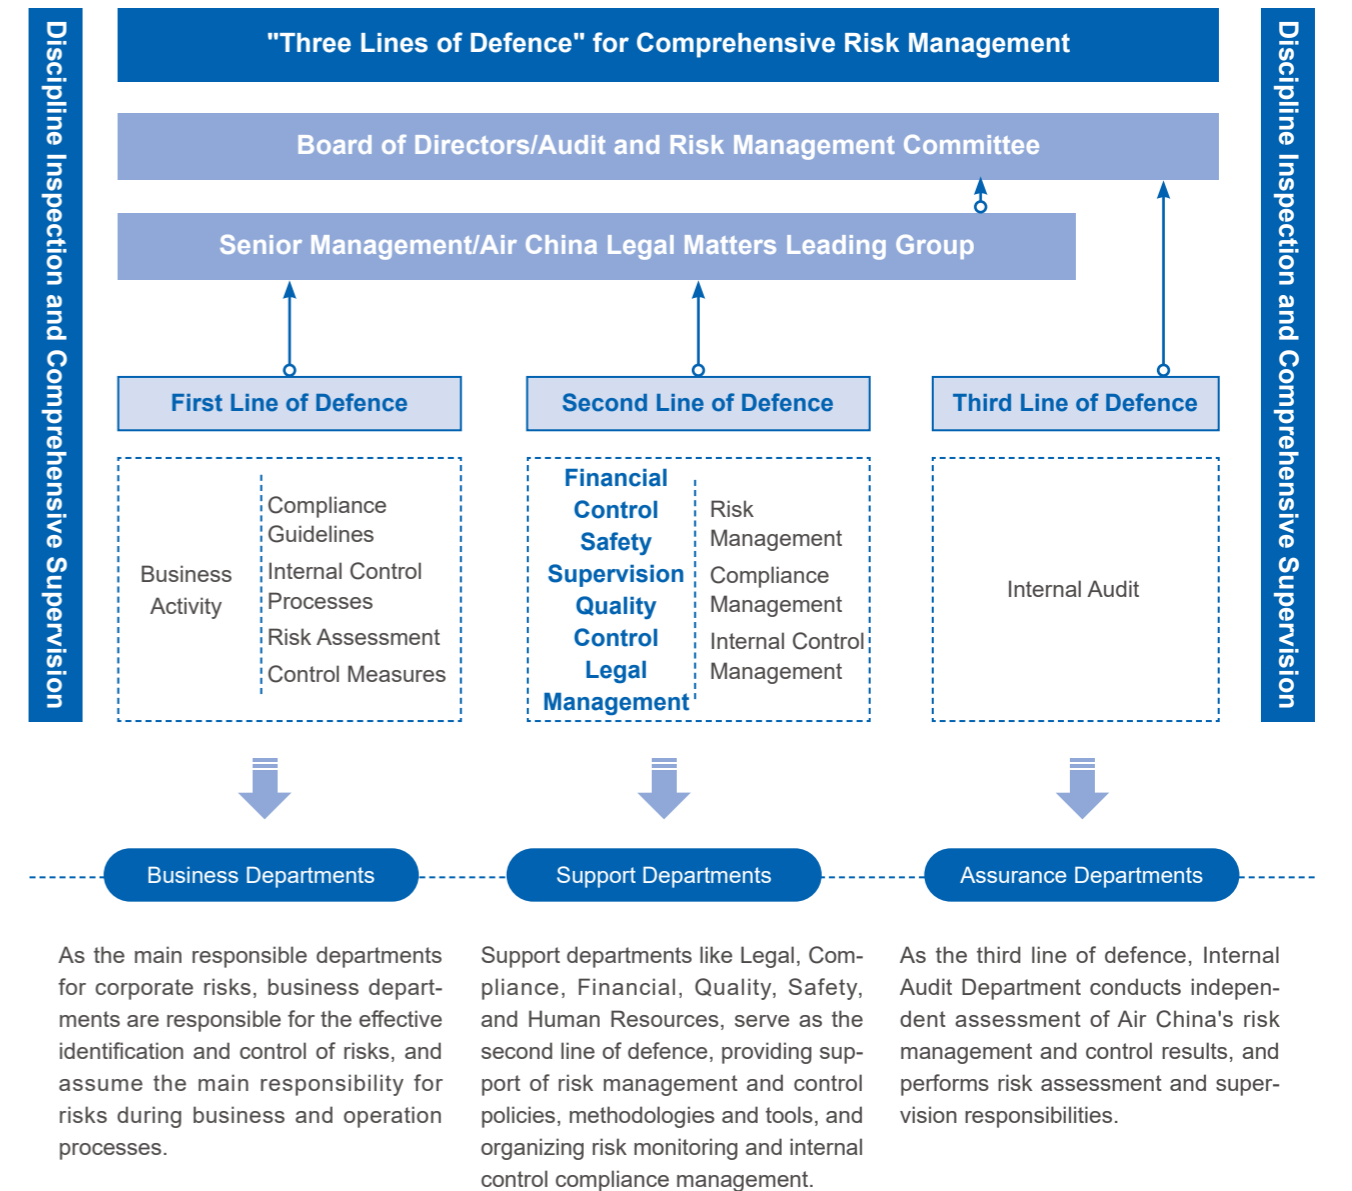 Discipline Inspection and Comprehensive Supervision
"Three Lines of Defence" for Comprehensive Risk Management
Board of Directors/Audit and Risk Management Committee
Senior Management/Air China Legal Matters Leading Group
First Line of Defence
Business
Activity
Compliance
Guidelines
Internal Control
Processes
Risk Assessment
Control Measures
Second Line of Defence
Financial
Control
Safety
Supervision
Quality
Control
Legal
Management
Risk
Management
Compliance
Management
Internal Control
Management
Third Line of Defence
Internal Audit
Discipline Inspection and Comprehensive Supervision
Business Departments
As the main responsible departments
for corporate risks, business depart-
ments are responsible for the effective
identification and control of risks, and
assume the main responsibility for
risks during business and operation
processes.
Support Departments
Support departments like Legal, Com-
pliance, Financial, Quality, Safety,
and Human Resources, serve as the
second line of defence, providing sup-
port of risk management and control
policies, methodologies and tools, and
organizing risk monitoring and internal
control compliance management.
Assurance Departments
As the third line of defence, Internal
Audit Department conducts indepen-
dent assessment of Air China's risk
management and control results, and
performs risk assessment and super-
vision responsibilities.